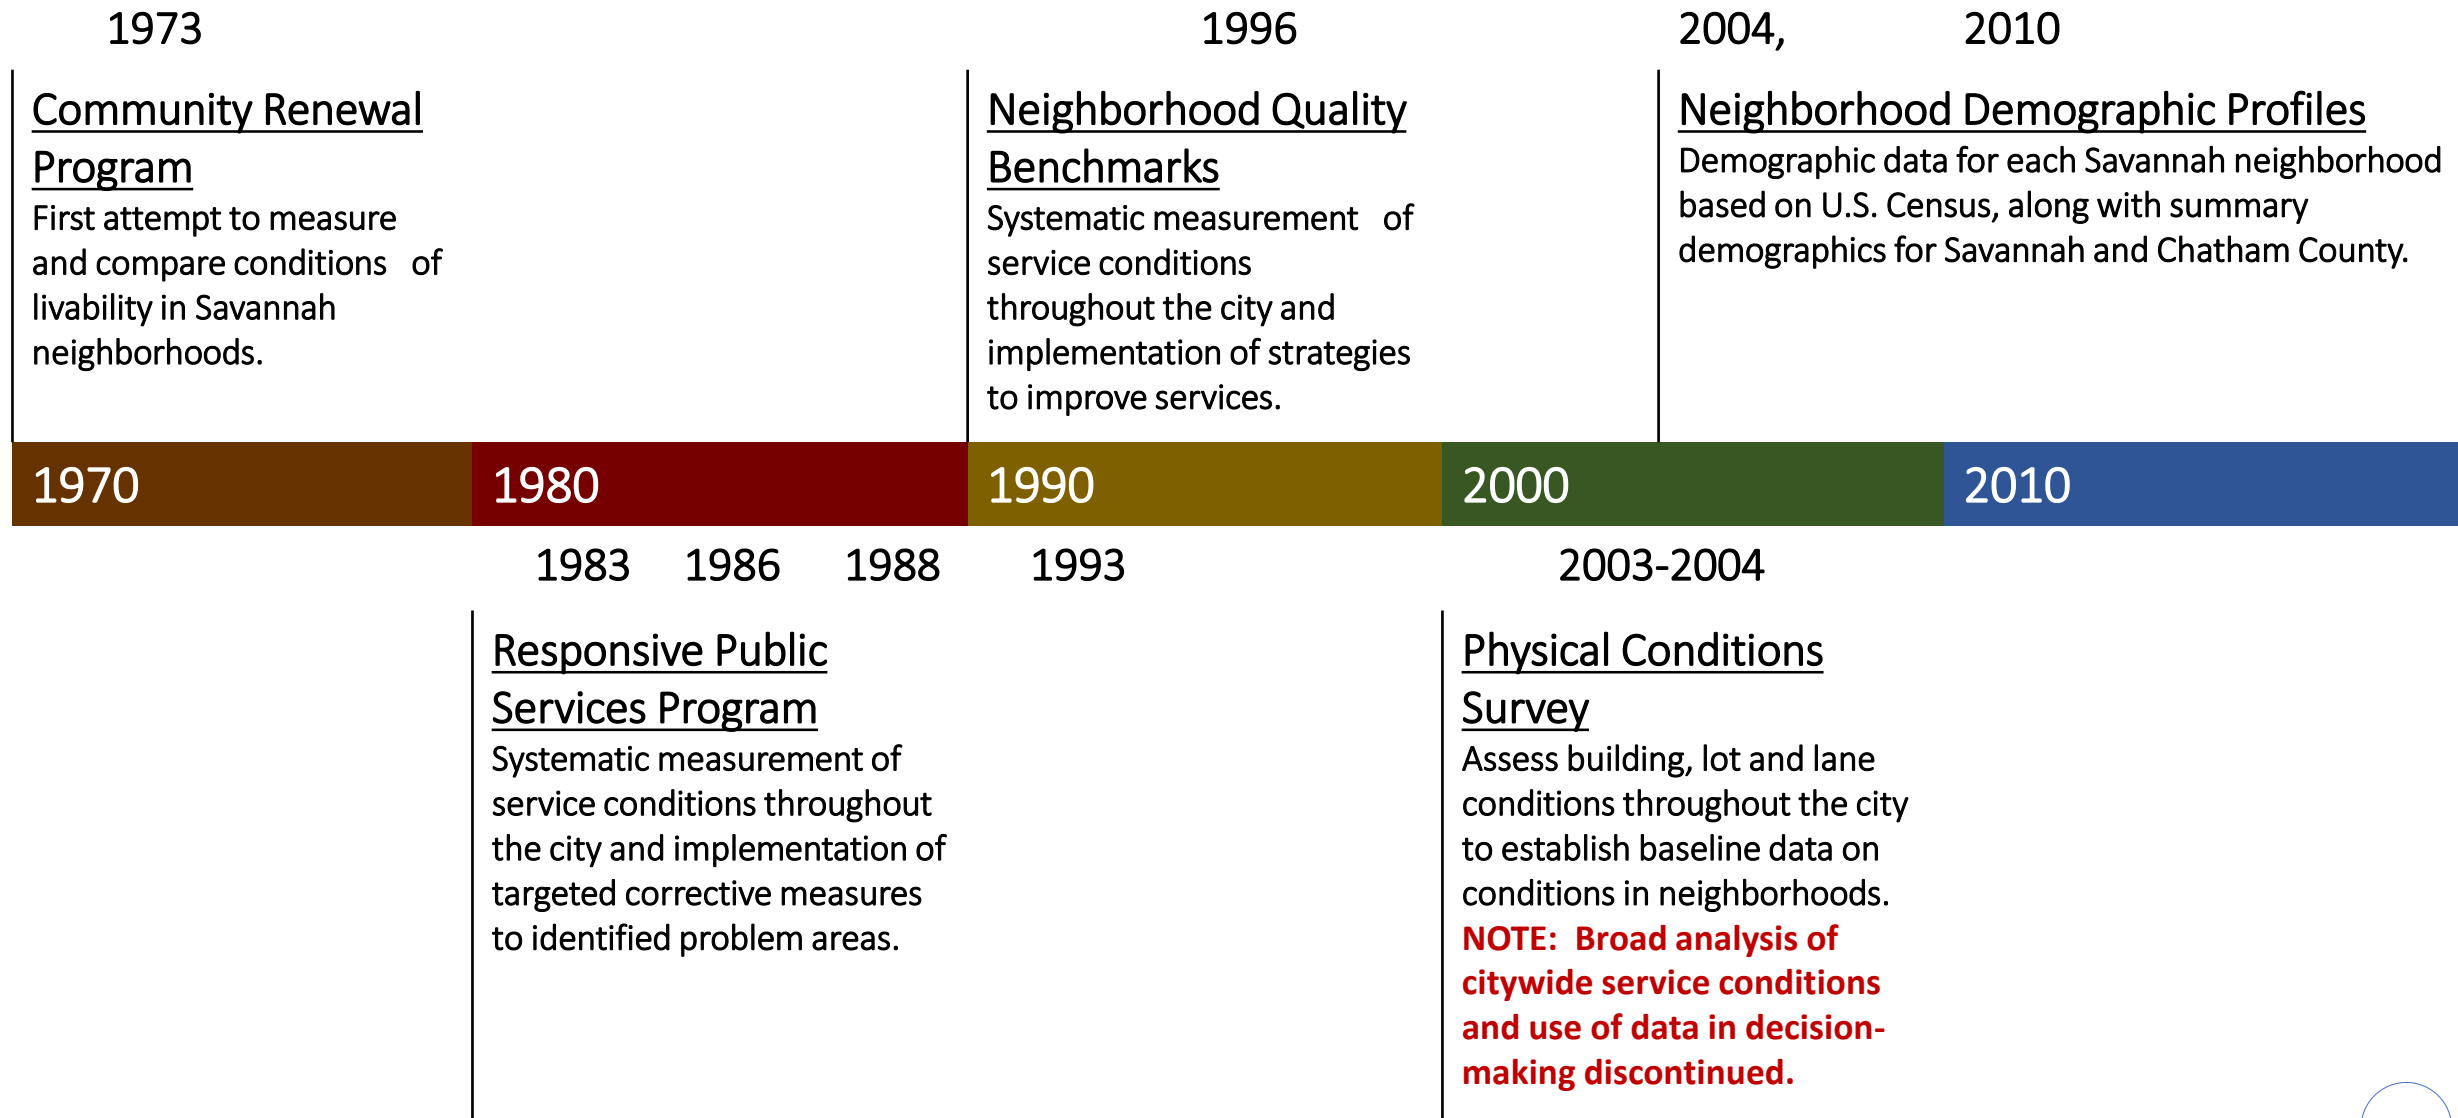 1973
Community Renewal
Program
First attempt to measure
and compare conditions of
livability in Savannah
neighborhoods.
1996
Neighborhood Quality
Benchmarks
Systematic measurement of
service conditions
throughout the city and
implementation of strategies
to improve services.
2004, 2010
Neighborhood Demographic Profiles
Demographic data for each Savannah neighborhood
based on U.S. Census, along with summary
demographics for Savannah and Chatham County.
1970 1980 1990 2000 2010
1983 1986 1988 1993
Responsive Public
Services Program
Systematic measurement of
service conditions throughout
the city and implementation of
targeted corrective measures
to identified problem areas.
2003-2004
Physical Conditions
Survey
Assess building, lot and lane
conditions throughout the city
to establish baseline data on
conditions in neighborhoods.
NOTE: Broad analysis of
citywide service conditions
and use of data in decision-
making discontinued.